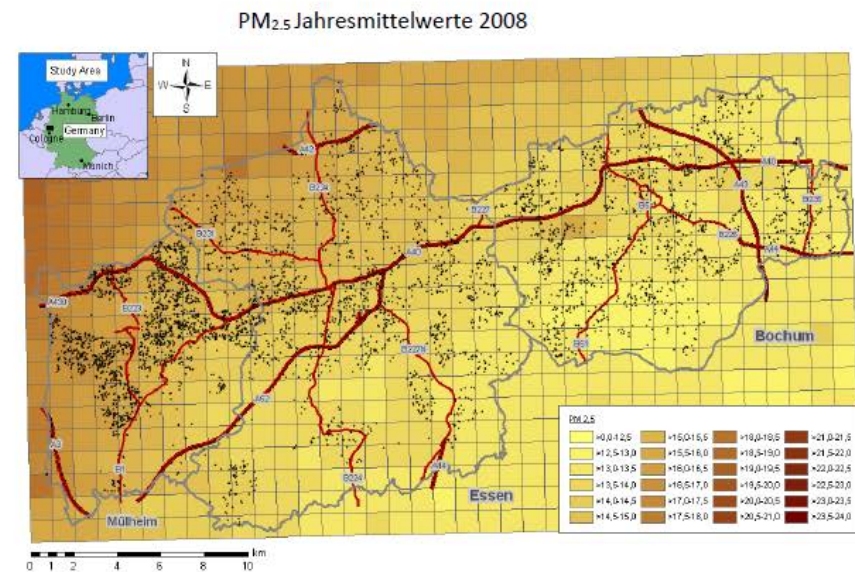 PM2.5 Jahresmittelwerte 2008
Study Area
Hamburg
Berlin
Cologne
Germany
Munich
N
W
E
S
A42
B224
B231
B227
A40
A40
A43
B51
B226
B235
A44
A430
B223
B51
Bochum
A52
B227n
A3
B1
B224
A44
Essen
Mülheim
0 1 2 4 6 8 10 km
PM 2,5
>0,0-12,5 >15,0-15,5 >18,0-18,5 >21,0-21,5
>12,5-13,0 >15,5-16,0 >18,5-19,0 >21,5-22,0
>13,0-13,5 >16,0-16,5 >19,0-19,5 >22,0-22,5
>13,5-14,0 >16,5-17,0 >19,5-20,0 >22,5-23,0
>14,0-14,5 >17,0-17,5 >20,0-20,5 >23,0-23,5
>14,5-15,0 >17,5-18,0 >20,5-21,0 >23,5-24,0